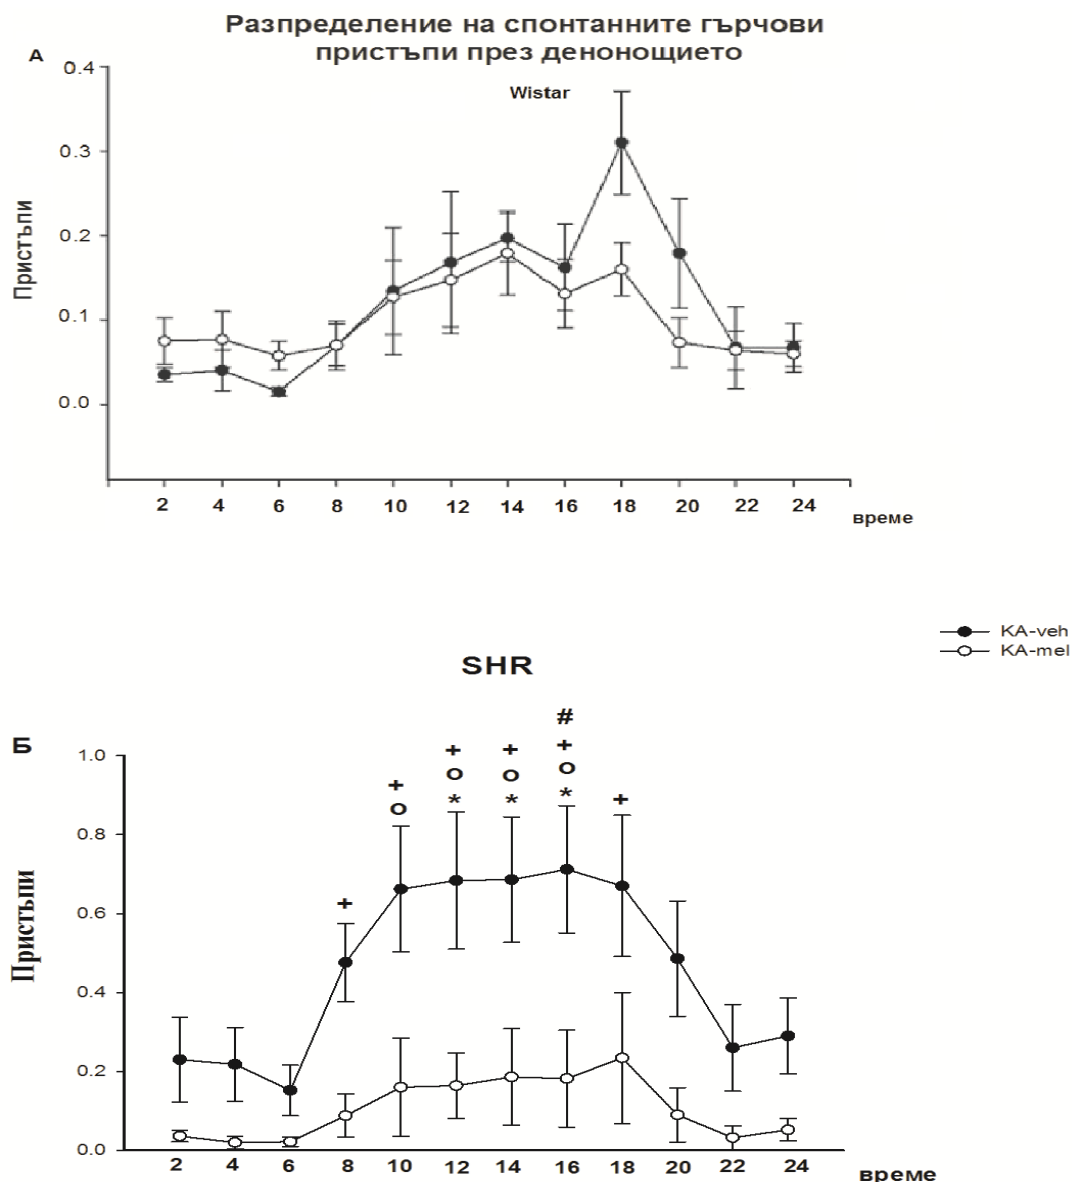 Разпределение на спонтанните гърчови
пристъпи през денонощието
А
Wistar
0.4
0.3
0.2
0.1
0.0
Пристъпи
2 4 6 8 10 12 14 16 18 20 22 24
време
KA-veh
KA-mel
SHR
Б
#
+ + +
+ o o o
o * * * +
+
1.0
0.8
0.6
0.4
0.2
0.0
Пристъпи
2 4 6 8 10 12 14 16 18 20 22 24
време